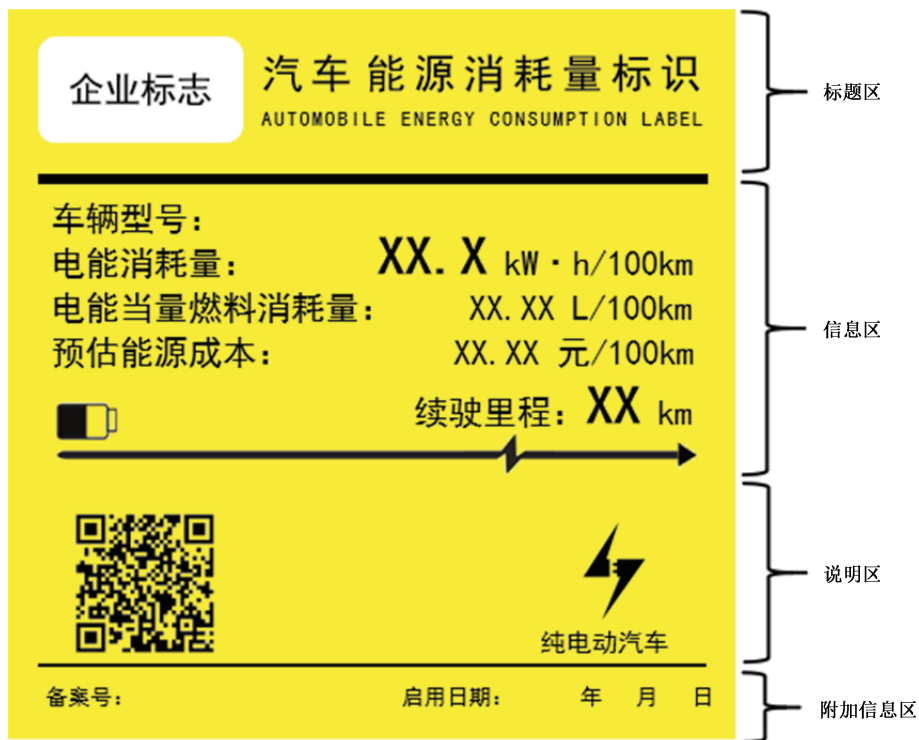 企业标志
汽车能源消耗量标识
AUTOMOBILE ENERGY CONSUMPTION LABEL
标题区
车辆型号：
电能消耗量： XX.X kW·h/100km
电能当量燃料消耗量： XX.XX L/100km
预估能源成本： XX.XX 元/100km
续驶里程：XX km
信息区
纯电动汽车
说明区
备案号： 启用日期： 年 月 日
附加信息区